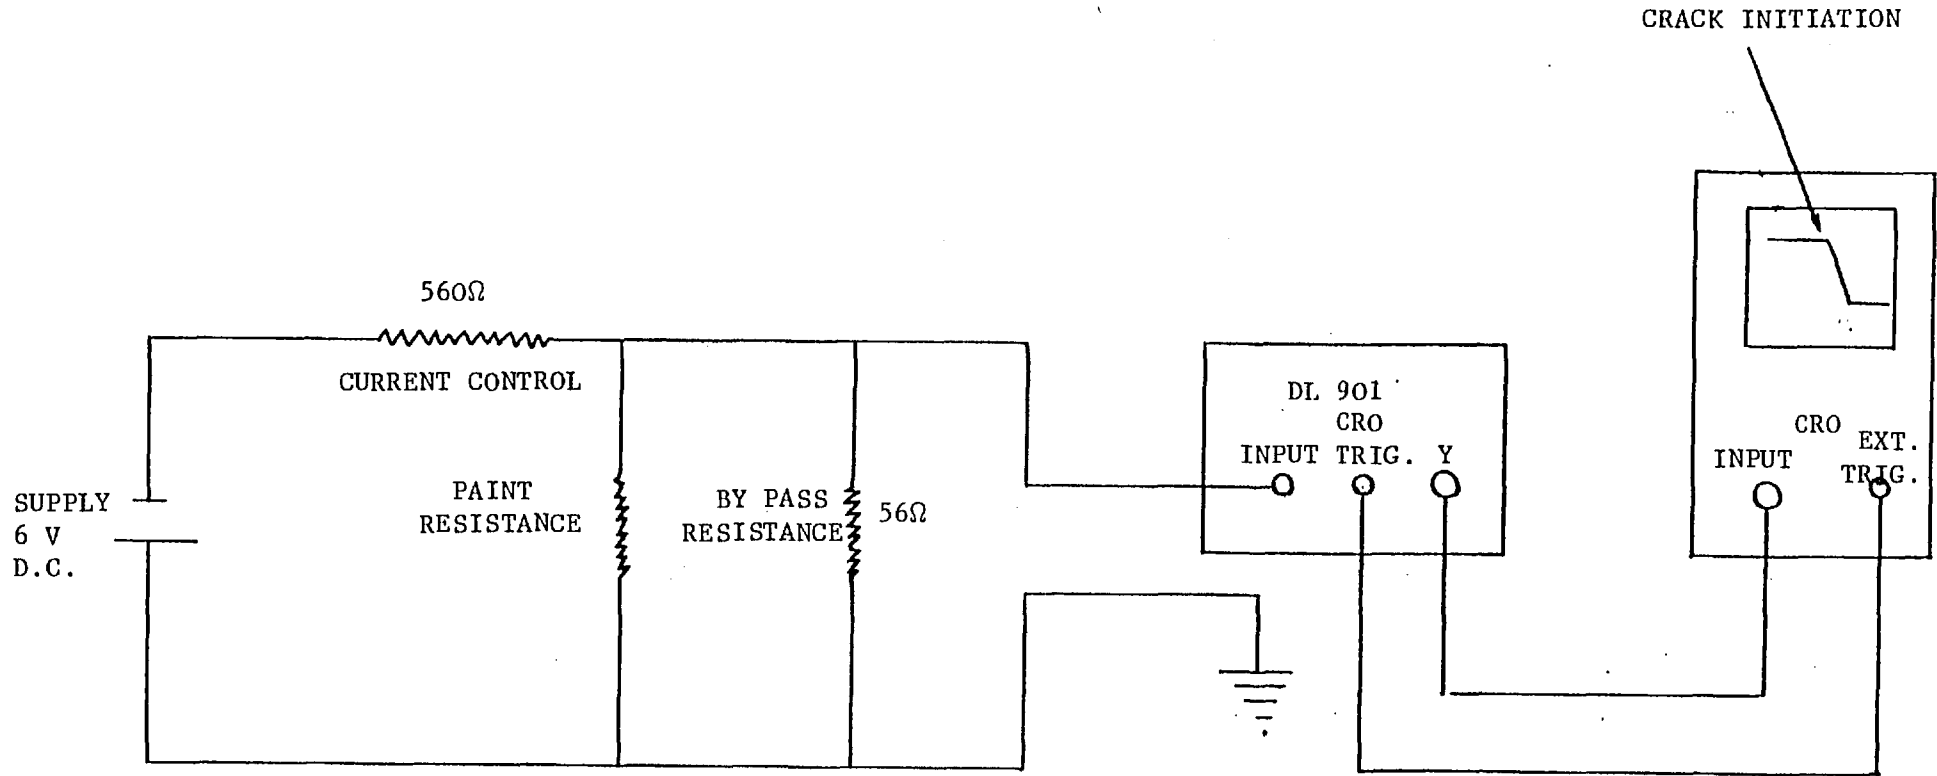 CRACK INITIATION
560Ω
CURRENT CONTROL
SUPPLY
6 V
D.C.
PAINT
RESISTANCE
BY PASS
RESISTANCE
56Ω
DL 901
CRO
INPUT TRIG. Y
CRO
INPUT
EXT.
TRIG.